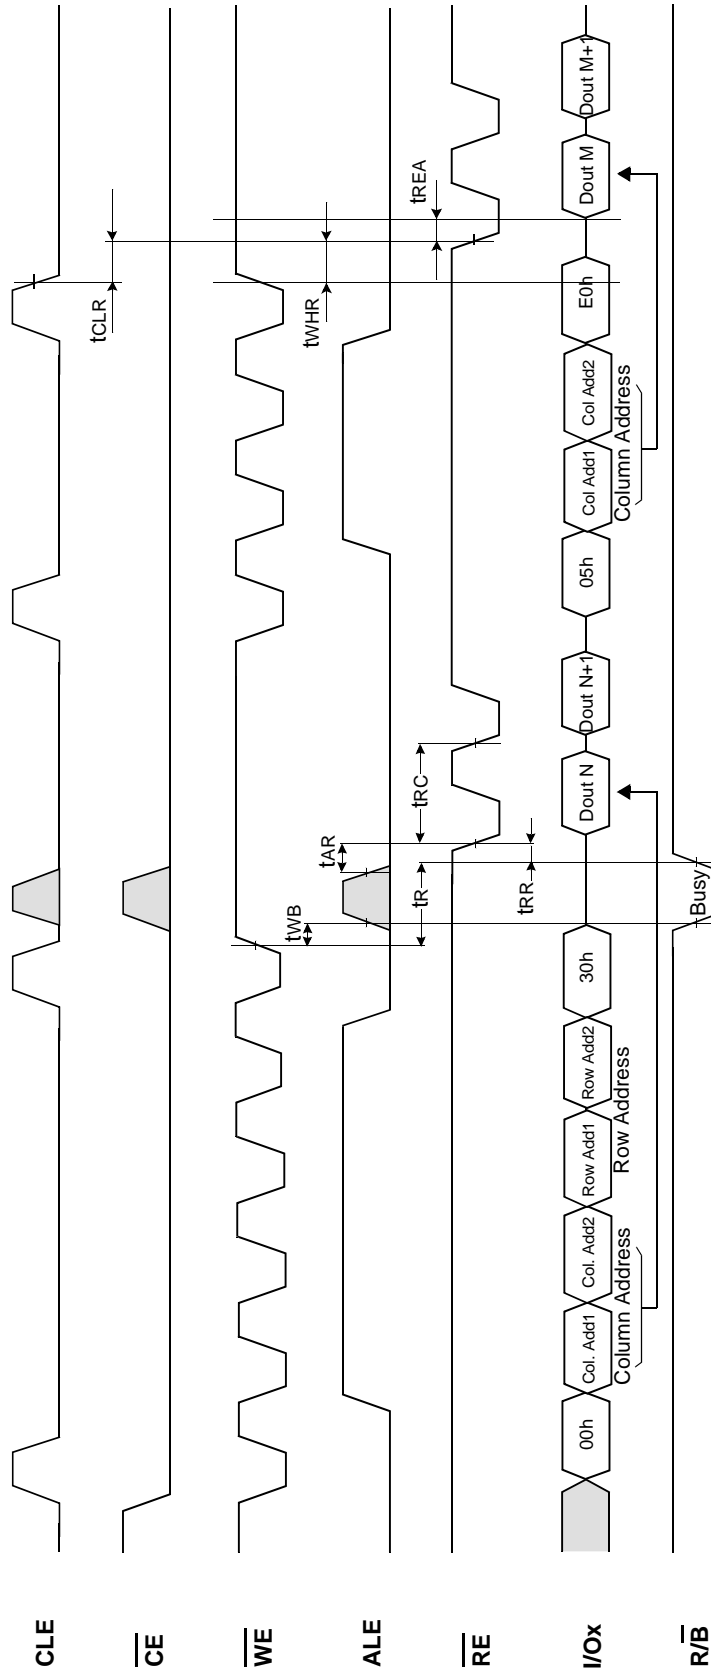 CLE
CE
WE
ALE
RE
I/Ox
R/B
tCLR
tWHR
tREA
tWB
tAR
tR
tRC
tRR
00h
Col. Add1
Col. Add2
Row Add1
Row Add2
30h
Dout N
Dout N+1
05h
Col Add1
Col Add2
E0h
Dout M
Dout M+1
Column Address
Row Address
Column Address
Busy